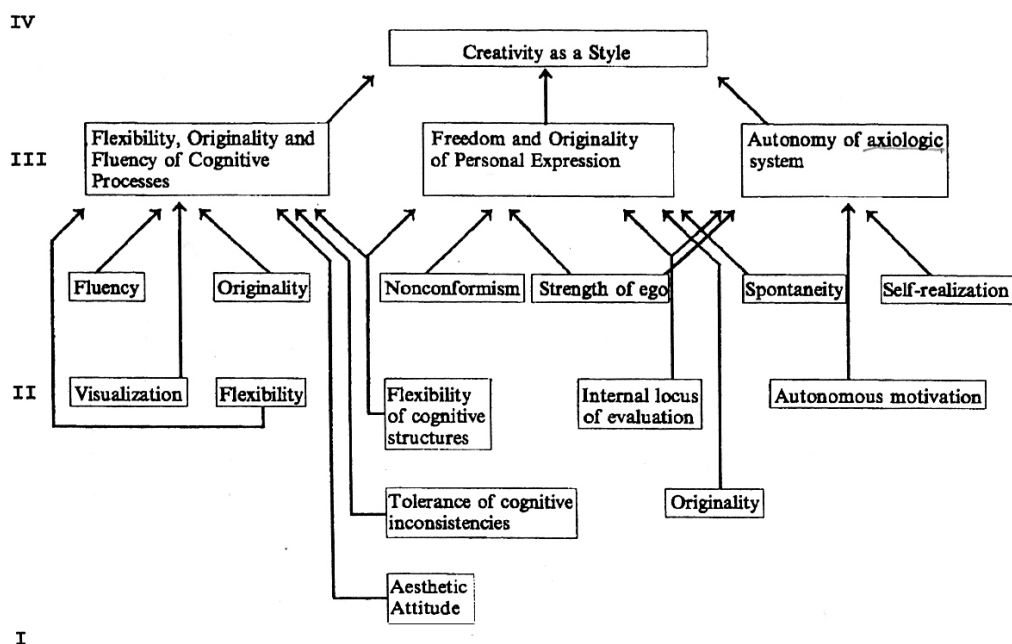 IV
Creativity as a Style
III
Flexibility, Originality and
Fluency of Cognitive
Processes
Freedom and Originality
of Personal Expression
Autonomy of axiologic
system
Fluency
Originality
Nonconformism
Strength of ego
Spontaneity
Self-realization
II
Visualization
Flexibility
Flexibility
of cognitive
structures
Internal locus
of evaluation
Autonomous motivation
Tolerance of cognitive
inconsistencies
Originality
Aesthetic
Attitude
I